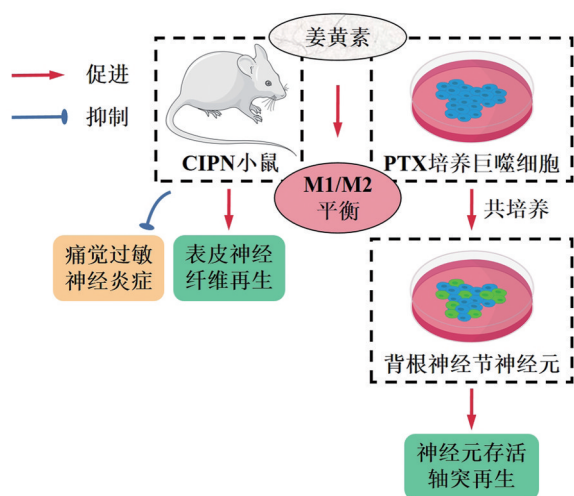 姜黄素
促进
抑制
CIPN小鼠
PTX培养巨噬细胞
M1/M2
平衡
共培养
痛觉过敏
神经炎症
表皮神经
纤维再生
背根神经节神经元
神经元存活
轴突再生